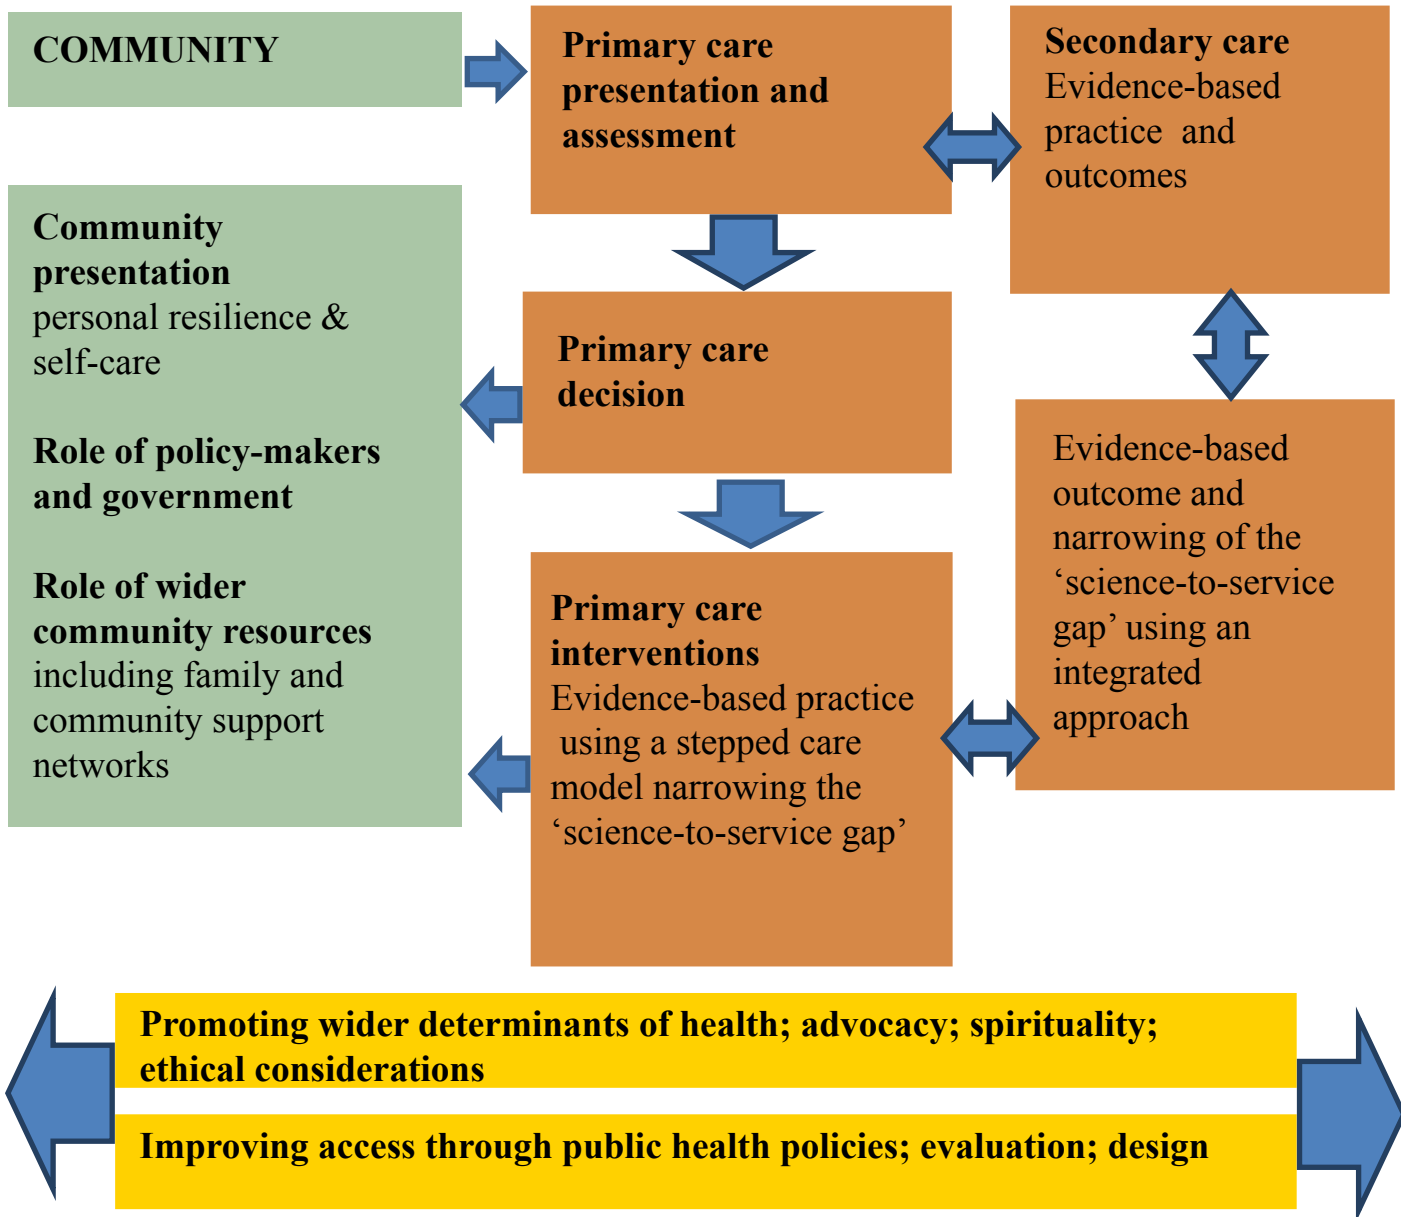 COMMUNITY
Primary care
presentation and
assessment
Secondary care
Evidence-based
practice and
outcomes
Community
presentation
personal resilience &
self-care
Role of policy-makers
and government
Role of wider
community resources
including family and
community support
networks
Primary care
decision
Evidence-based
outcome and
narrowing of the
‘science-to-service
gap’ using an
integrated
approach
Primary care
interventions
Evidence-based practice
using a stepped care
model narrowing the
‘science-to-service gap’
Promoting wider determinants of health; advocacy; spirituality;
ethical considerations
Improving access through public health policies; evaluation; design